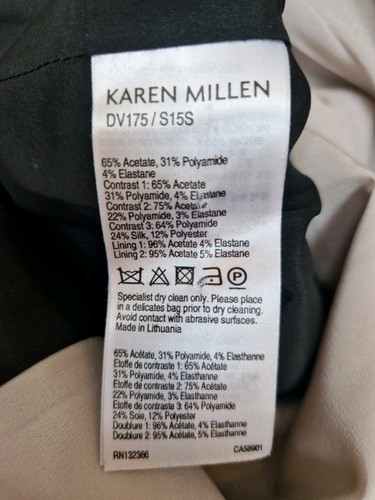 KAREN MILLEN
DV175 / S15S
65% Acetate, 31% Polyamide
4% Elastane
Contrast 1: 65% Acetate
31% Polyamide, 4% Elastane
Contrast 2: 75% Acetate
22% Polyamide, 3% Elastane
Contrast 3: 64% Polyamide
24% Silk, 12% Polyester
Lining 1: 96% Acetate 4% Elastane
Lining 2: 95% Acetate 5% Elastane
P
Specialist dry clean only. Please place
in a delicates bag prior to dry cleaning.
Avoid contact with abrasive surfaces.
Made in Lithuania
65% Acétate, 31% Polyamide, 4% Elasthanne
Etoffe de contraste 1: 65% Acétate
31% Polyamide, 4% Elasthanne
Etoffe de contraste 2: 75% Acétate
22% Polyamide, 3% Elasthanne
Etoffe de contraste 3: 64% Polyamide
24% Soie, 12% Polyester
Doublure 1: 96% Acétate, 4% Elasthanne
Doublure 2: 95% Acétate, 5% Elasthanne
RN132366 CA58901